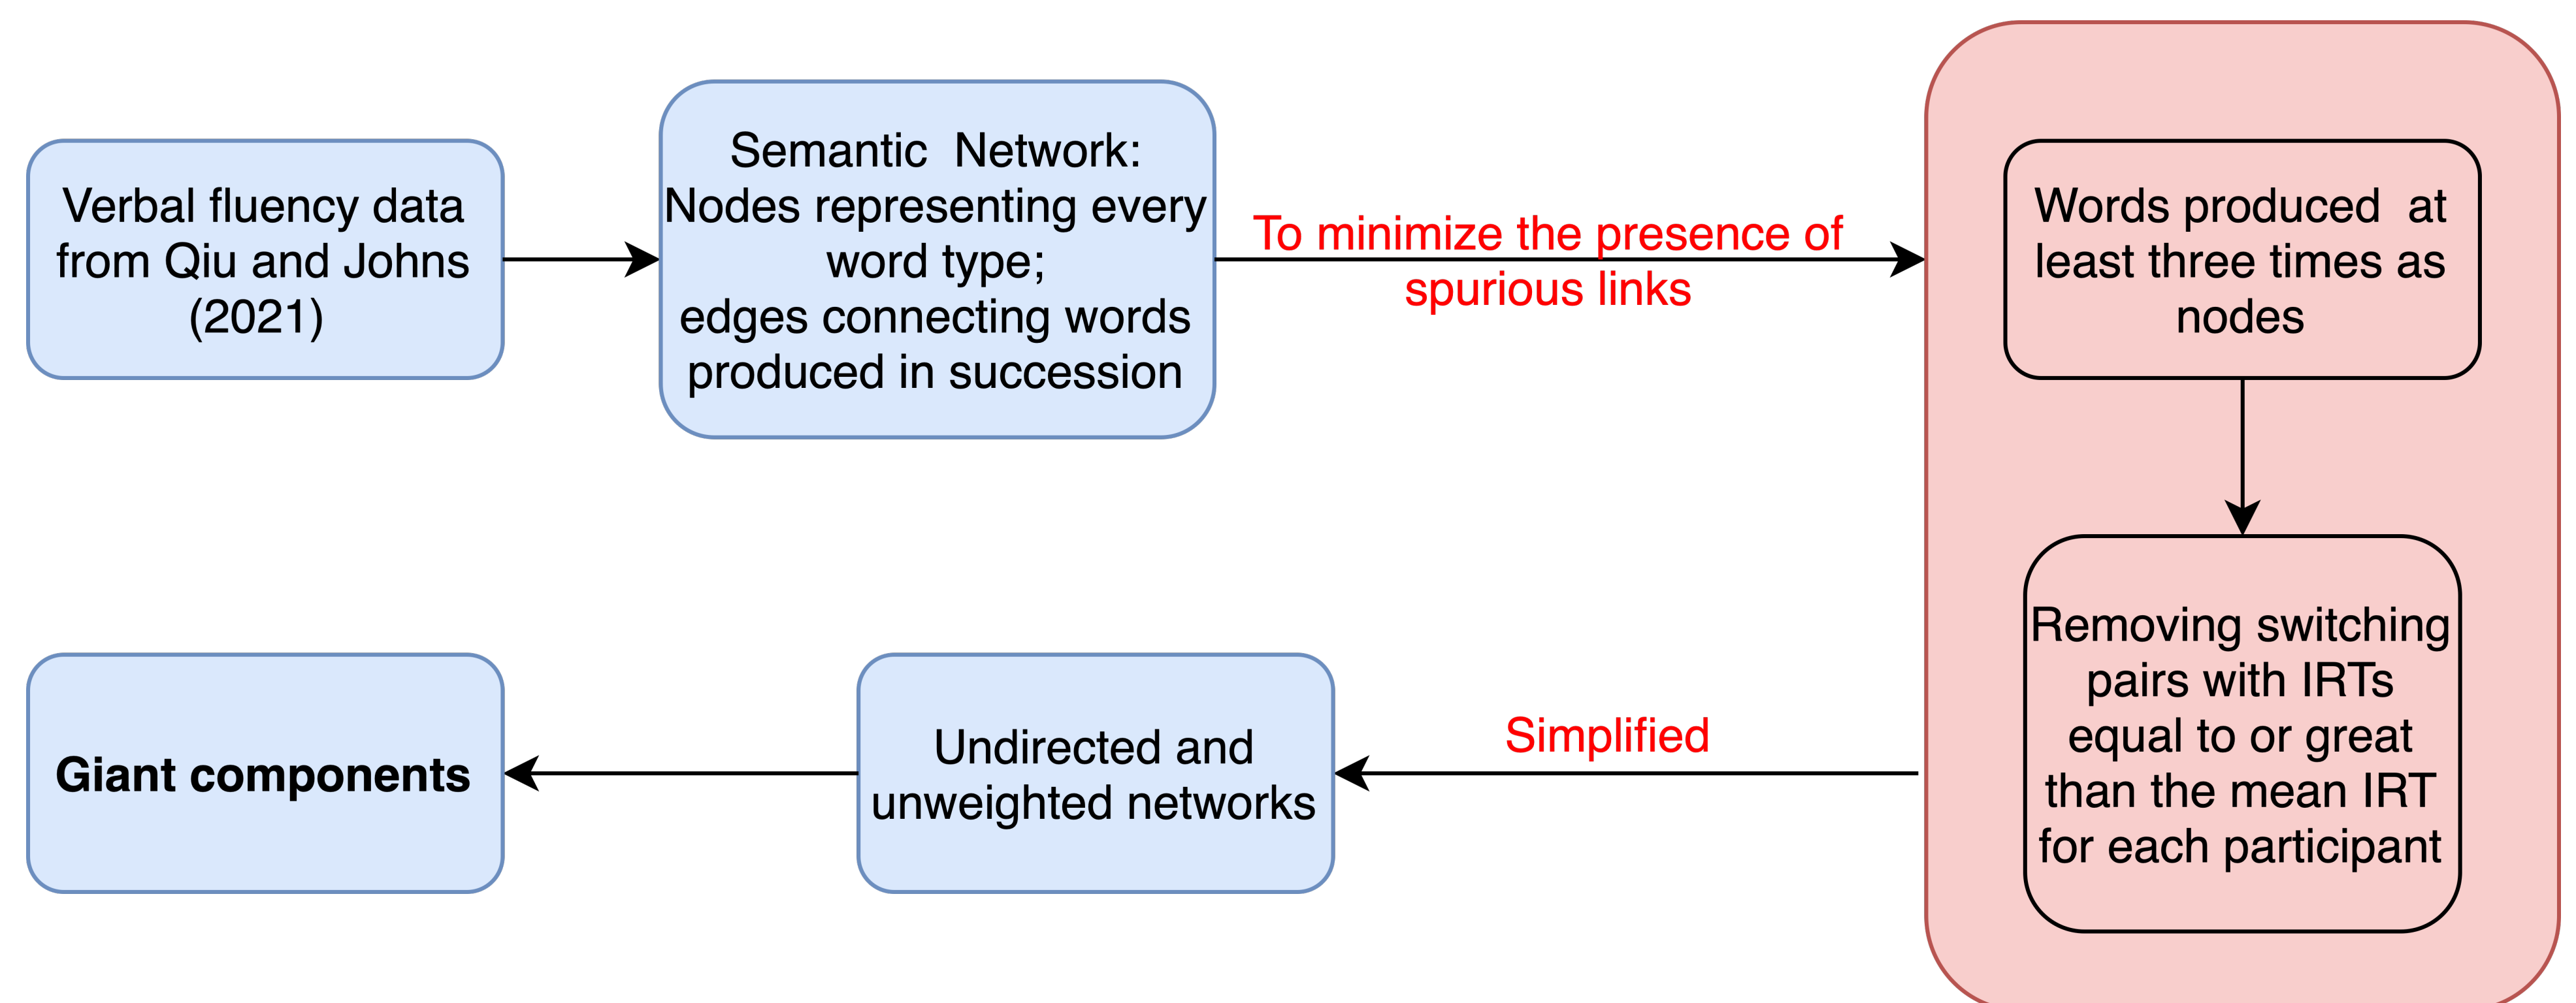 Verbal fluency data
from Qiu and Johns
(2021)
Semantic Network:
Nodes representing every
word type;
edges connecting words
produced in succession
To minimize the presence of
spurious links
Words produced at
least three times as
nodes
Removing switching
pairs with IRTs
equal to or great
than the mean IRT
for each participant
Simplified
Undirected and
unweighted networks
Giant components